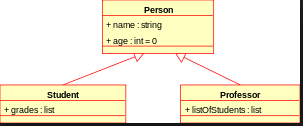 Person
+ name : string
+ age : int = 0
Student
+ grades : list
Professor
+ listOfStudents : list